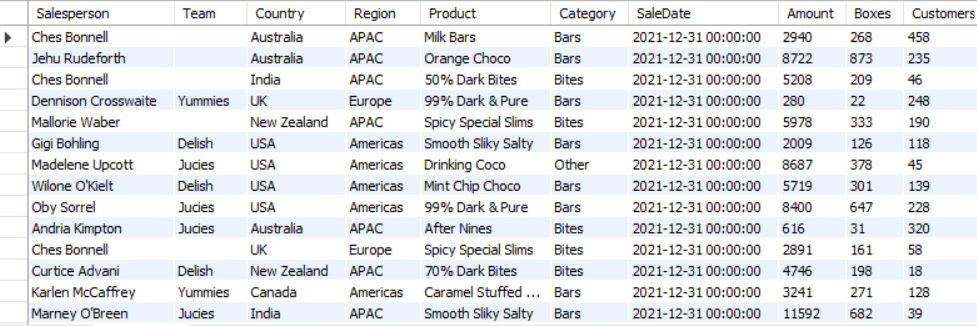 Salesperson Team Country Region Product Category SaleDate Amount Boxes Customers
Ches Bonnell Australia APAC Milk Bars Bars 2021-12-31 00:00:00 2940 268 458
Jehu Rudeforth Australia APAC Orange Choco Bars 2021-12-31 00:00:00 8722 873 235
Ches Bonnell India APAC 50% Dark Bites Bites 2021-12-31 00:00:00 5208 209 46
Dennison Crosswaite Yummies UK Europe 99% Dark & Pure Bars 2021-12-31 00:00:00 280 22 248
Mallorie Waber New Zealand APAC Spicy Special Slims Bites 2021-12-31 00:00:00 5978 333 190
Gigi Bohling Delish USA Americas Smooth Sliky Salty Bars 2021-12-31 00:00:00 2009 126 118
Madelene Upcott Jucies USA Americas Drinking Coco Other 2021-12-31 00:00:00 8687 378 45
Wilone O'Kielt Delish USA Americas Mint Chip Choco Bars 2021-12-31 00:00:00 5719 301 139
Oby Sorrel Jucies USA Americas 99% Dark & Pure Bars 2021-12-31 00:00:00 8400 647 228
Andria Kimpton Jucies Australia APAC After Nines Bites 2021-12-31 00:00:00 616 31 320
Ches Bonnell UK Europe Spicy Special Slims Bites 2021-12-31 00:00:00 2891 161 58
Curtice Advani Delish New Zealand APAC 70% Dark Bites Bites 2021-12-31 00:00:00 4746 198 18
Karlen McCaffrey Yummies Canada Americas Caramel Stuffed ... Bars 2021-12-31 00:00:00 3241 271 128
Marney O'Breen Jucies India APAC Smooth Sliky Salty Bars 2021-12-31 00:00:00 11592 682 39